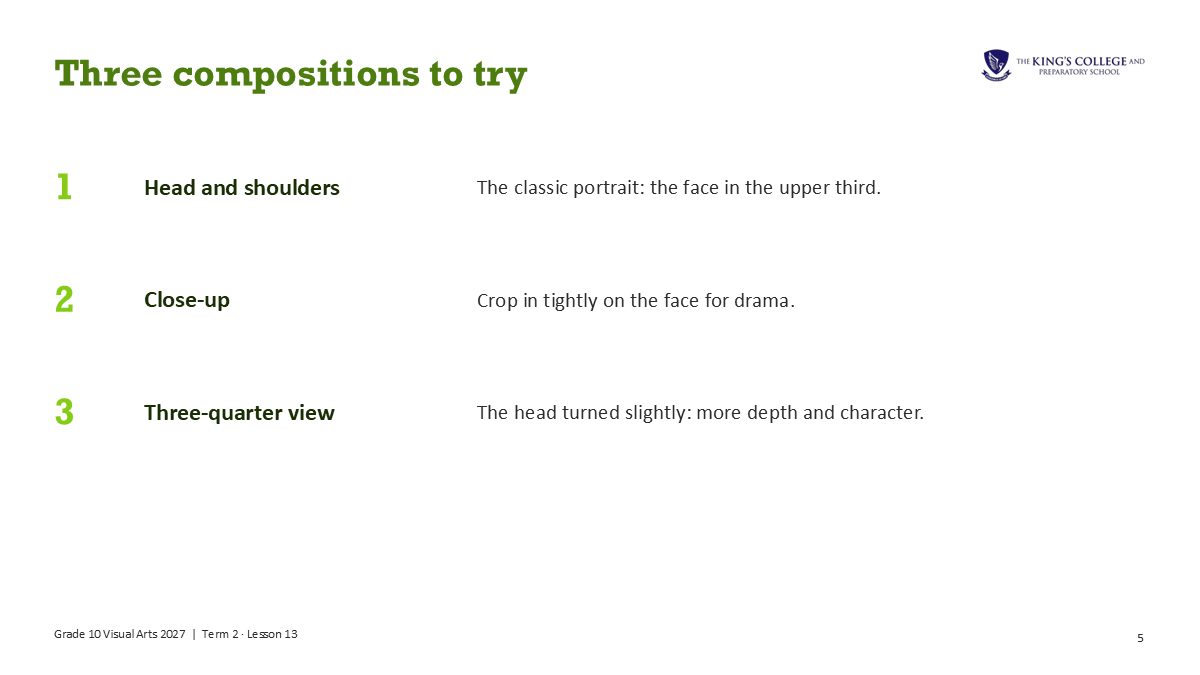 Three compositions to try
THE KING'S COLLEGE AND
PREPARATORY SCHOOL
1 Head and shoulders The classic portrait: the face in the upper third.
2 Close-up Crop in tightly on the face for drama.
3 Three-quarter view The head turned slightly: more depth and character.
Grade 10 Visual Arts 2027 | Term 2 · Lesson 13
5